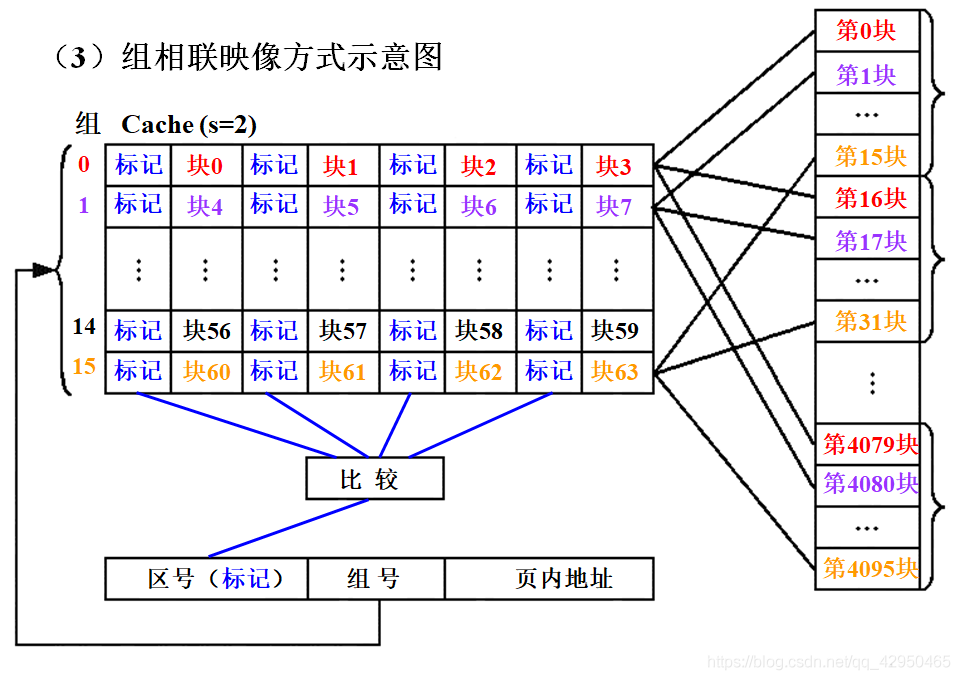 （3）组相联映像方式示意图
组 Cache (s=2)
0 标记 块0 标记 块1 标记 块2 标记 块3
1 标记 块4 标记 块5 标记 块6 标记 块7
⋮ ⋮ ⋮ ⋮ ⋮ ⋮ ⋮ ⋮
14 标记 块56 标记 块57 标记 块58 标记 块59
15 标记 块60 标记 块61 标记 块62 标记 块63
比 较
区号（标记） 组 号 页内地址
第0块
第1块
…
第15块
第16块
第17块
…
第31块
⋮
第4079块
第4080块
…
第4095块
https://blog.csdn.net/qq_42950465